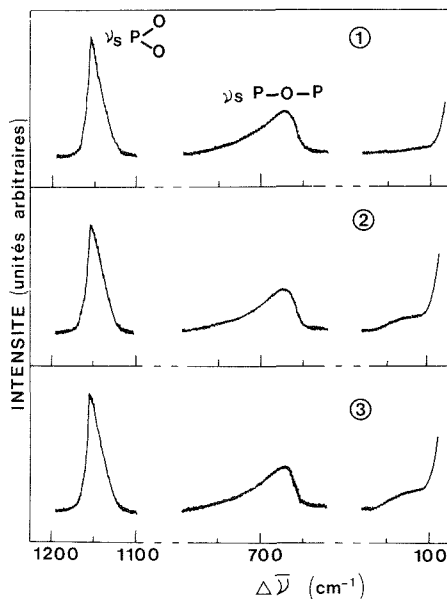 νs P O O
νs P-O-P
①
②
③
INTENSITE (unités arbitraires)
1200 1100 700 100
Δν̅ (cm⁻¹)